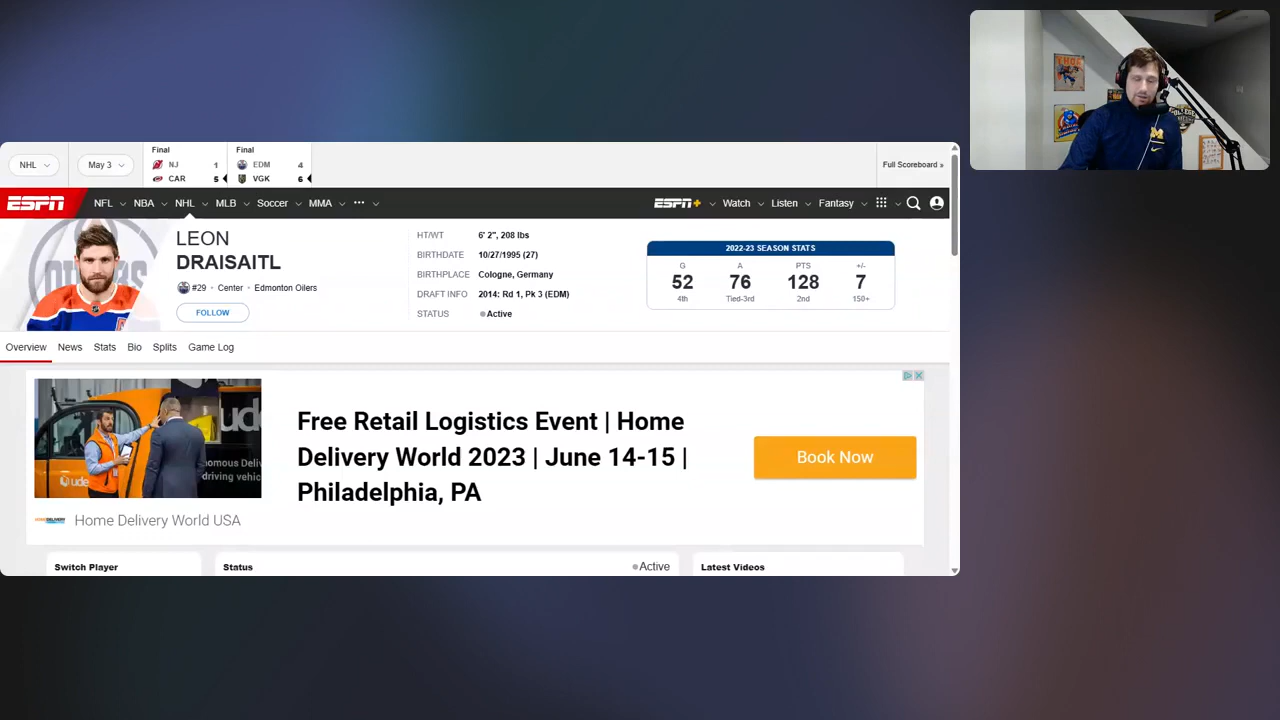 NHL
May 3
Final
NJ 1
CAR 5
Final
EDM 4
VGK 6
Full Scoreboard »
ESPN
NFL
NBA
NHL
MLB
Soccer
MMA
•••
ESPN+
Watch
Listen
Fantasy
LEON
DRAISAITL
#29 • Center • Edmonton Oilers
FOLLOW
HT/WT 6' 2", 208 lbs
BIRTHDATE 10/27/1995 (27)
BIRTHPLACE Cologne, Germany
DRAFT INFO 2014: Rd 1, Pk 3 (EDM)
STATUS Active
2022-23 SEASON STATS
G A PTS +/-
52 76 128 7
4th Tied-3rd 2nd 150+
Overview News Stats Bio Splits Game Log
Free Retail Logistics Event | Home
Delivery World 2023 | June 14-15 |
Philadelphia, PA
Book Now
Home Delivery World USA
Switch Player
Status
Active
Latest Videos